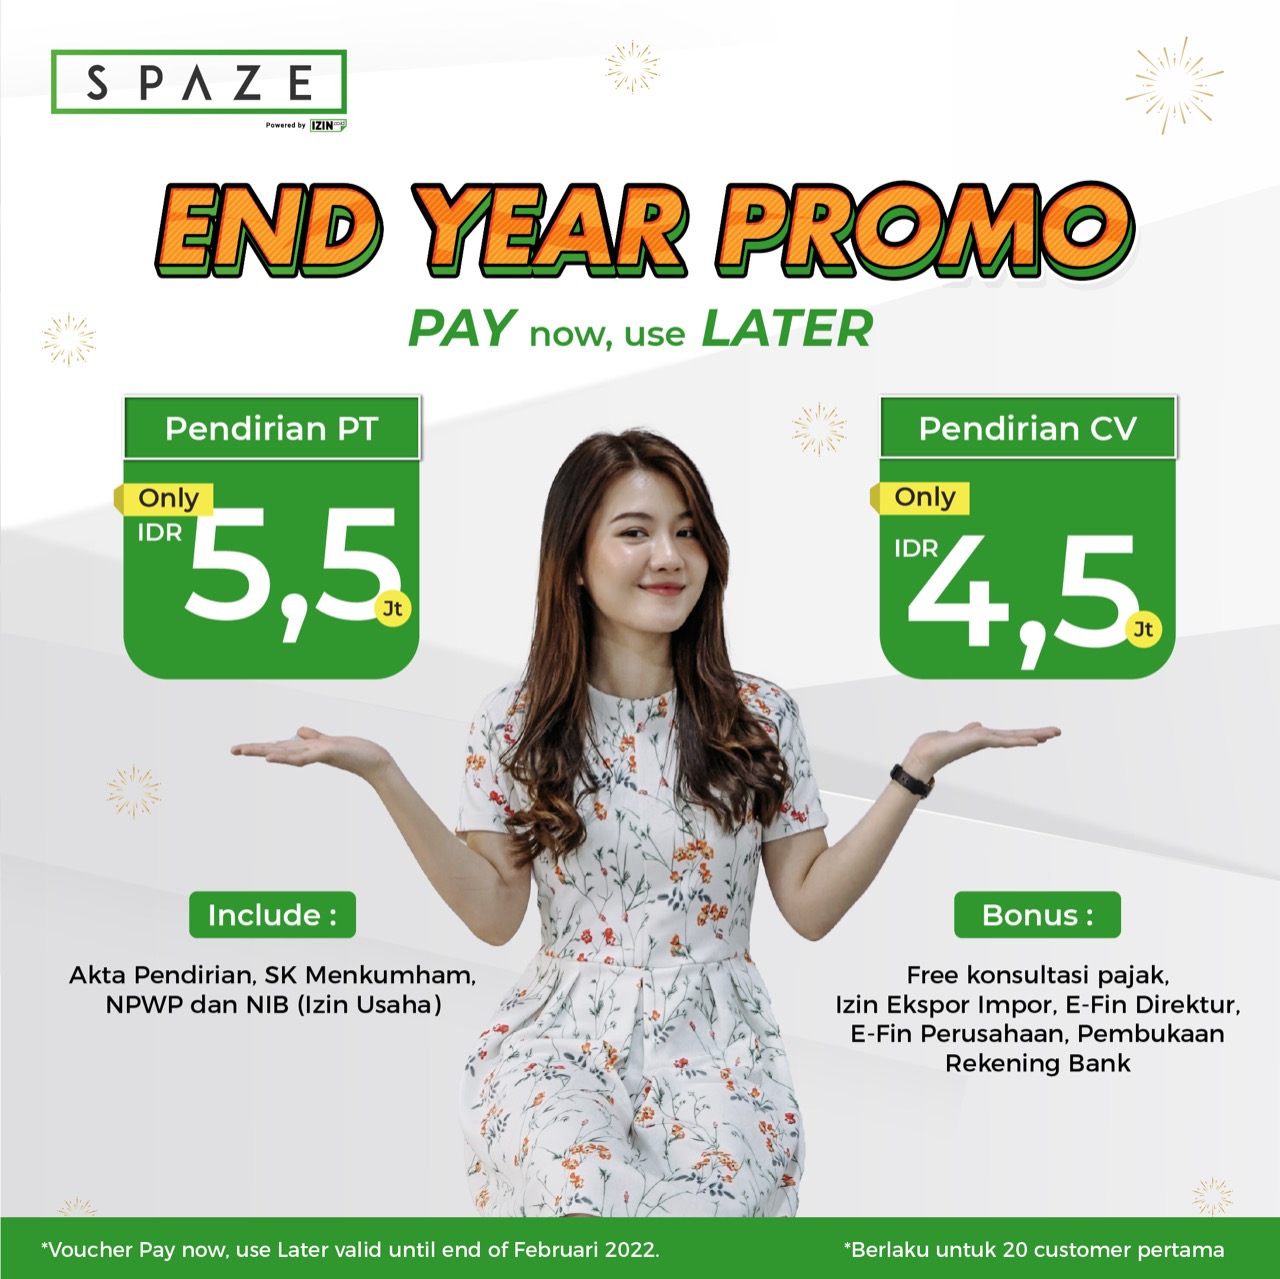 SPAZE
Powered by IZIN
END YEAR PROMO
PAY now, use LATER
Pendirian PT
Only
IDR 5,5 Jt
Pendirian CV
Only
IDR 4,5 Jt
Include :
Akta Pendirian, SK Menkumham,
NPWP dan NIB (Izin Usaha)
Bonus :
Free konsultasi pajak,
Izin Ekspor Impor, E-Fin Direktur,
E-Fin Perusahaan, Pembukaan
Rekening Bank
*Voucher Pay now, use Later valid until end of Februari 2022.
*Berlaku untuk 20 customer pertama